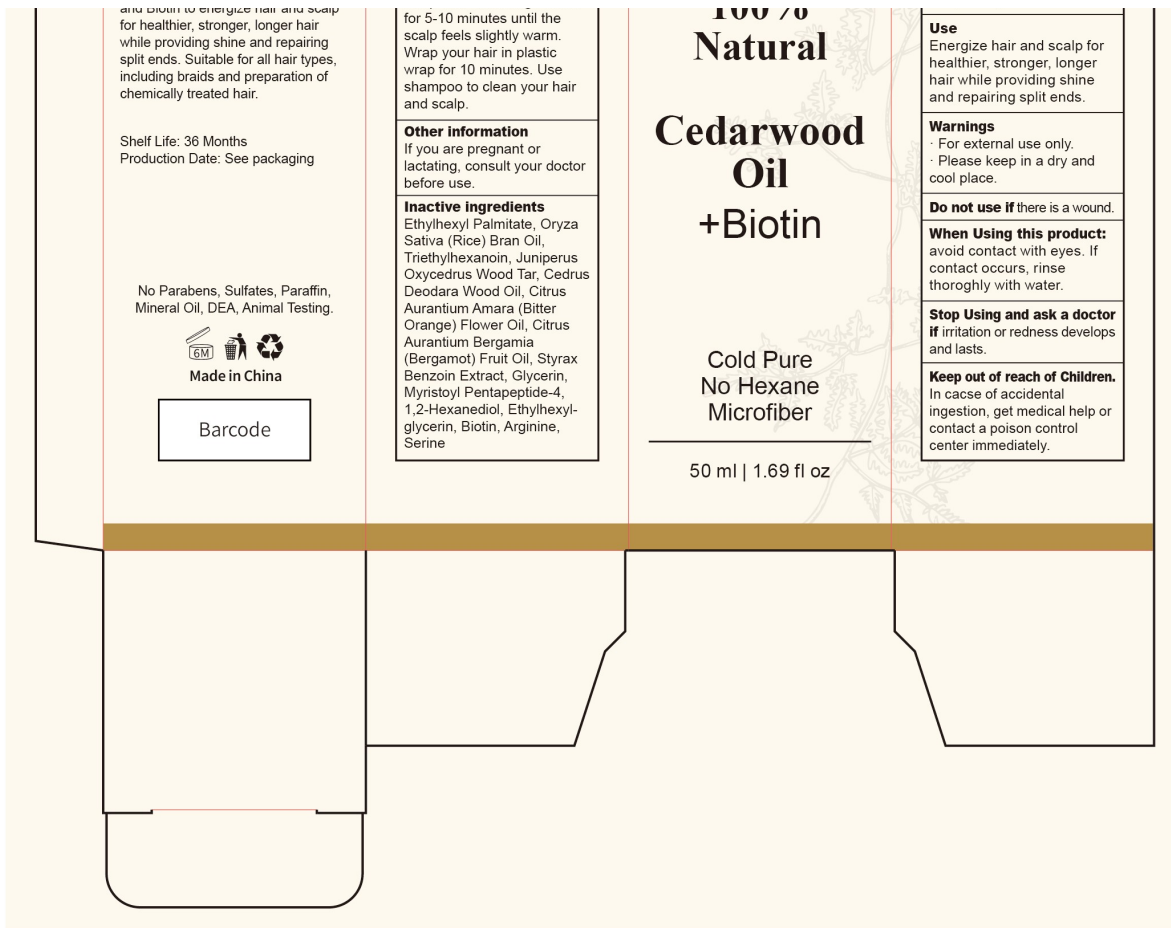 and Biotin to energize hair and scalp
for healthier, stronger, longer hair
while providing shine and repairing
split ends. Suitable for all hair types,
including braids and preparation of
chemically treated hair.
Shelf Life: 36 Months
Production Date: See packaging
No Parabens, Sulfates, Paraffin,
Mineral Oil, DEA, Animal Testing.
6M
Made in China
Barcode
for 5-10 minutes until the
scalp feels slightly warm.
Wrap your hair in plastic
wrap for 10 minutes. Use
shampoo to clean your hair
and scalp.
Other information
If you are pregnant or
lactating, consult your doctor
before use.
Inactive ingredients
Ethylhexyl Palmitate, Oryza
Sativa (Rice) Bran Oil,
Triethylhexanoin, Juniperus
Oxycedrus Wood Tar, Cedrus
Deodara Wood Oil, Citrus
Aurantium Amara (Bitter
Orange) Flower Oil, Citrus
Aurantium Bergamia
(Bergamot) Fruit Oil, Styrax
Benzoin Extract, Glycerin,
Myristoyl Pentapeptide-4,
1,2-Hexanediol, Ethylhexyl-
glycerin, Biotin, Arginine,
Serine
100%
Natural
Cedarwood
Oil
+Biotin
Cold Pure
No Hexane
Microfiber
50 ml | 1.69 fl oz
Use
Energize hair and scalp for
healthier, stronger, longer
hair while providing shine
and repairing split ends.
Warnings
· For external use only.
· Please keep in a dry and
cool place.
Do not use if there is a wound.
When Using this product:
avoid contact with eyes. If
contact occurs, rinse
thoroghly with water.
Stop Using and ask a doctor
if irritation or redness develops
and lasts.
Keep out of reach of Children.
In cacse of accidental
ingestion, get medical help or
contact a poison control
center immediately.